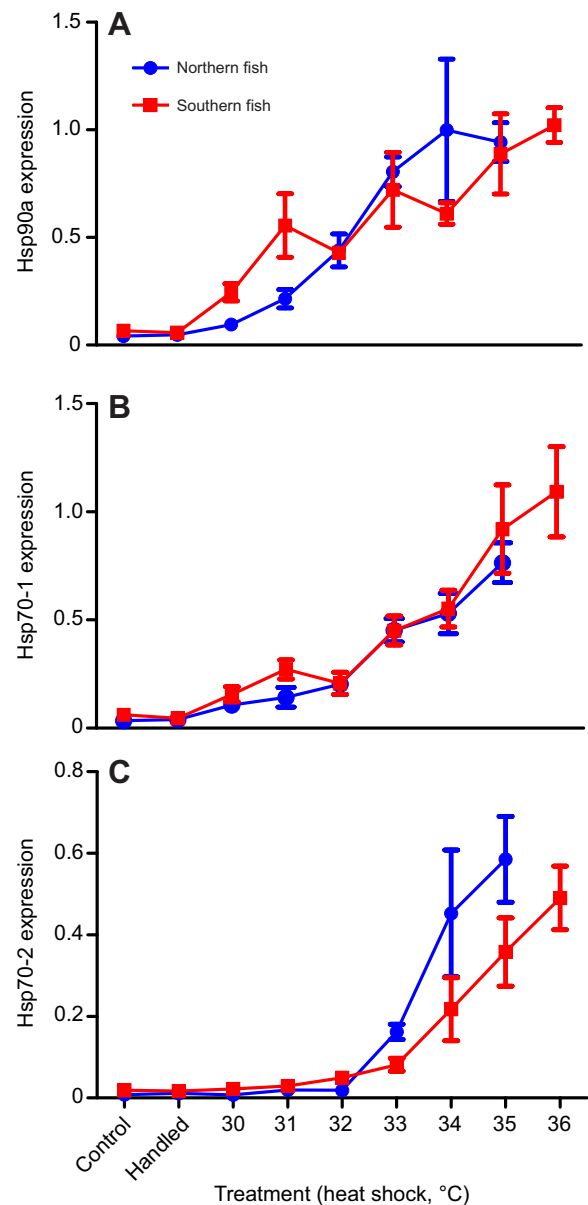 A
1.5
1.0
0.5
0
Hsp90a expression
Northern fish
Southern fish
B
1.5
1.0
0.5
0
Hsp70-1 expression
C
0.8
0.6
0.4
0.2
0
Hsp70-2 expression
Control Handled 30 31 32 33 34 35 36
Treatment (heat shock, °C)